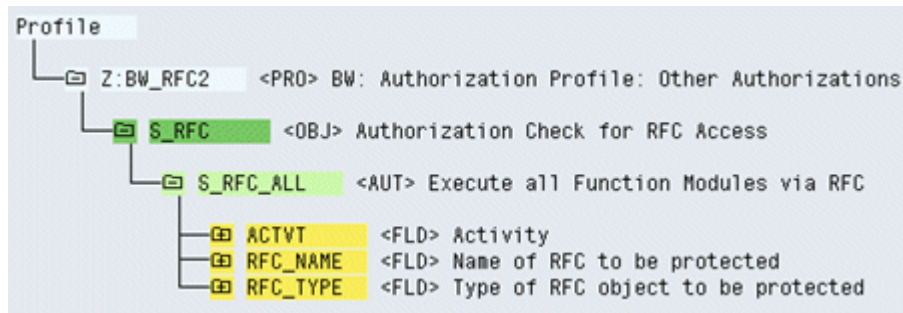 Profile
Z:BW_RFC2 <PRO> BW: Authorization Profile: Other Authorizations
S_RFC <OBJ> Authorization Check for RFC Access
S_RFC_ALL <AUT> Execute all Function Modules via RFC
ACTVT <FLD> Activity
RFC_NAME <FLD> Name of RFC to be protected
RFC_TYPE <FLD> Type of RFC object to be protected